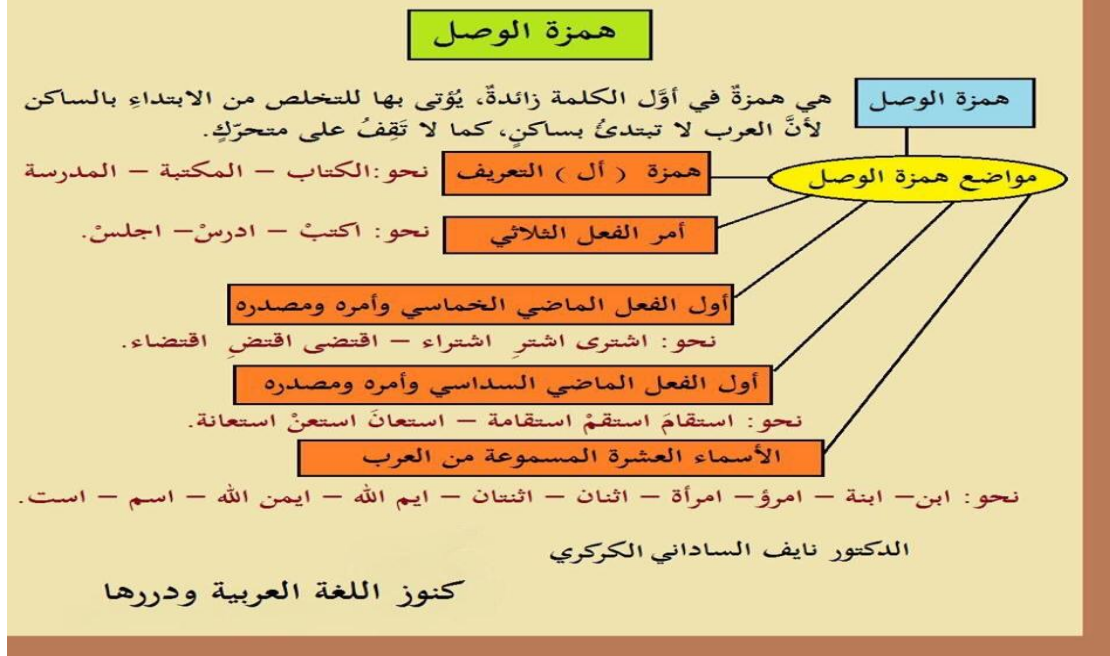 همزة الوصل
همزة الوصل
هي همزةٌ في أوَّل الكلمة زائدةٌ، يُؤتى بها للتخلص من الابتداءِ بالساكن
لأنَّ العرب لا تبتدئُ بساكنٍ، كما لا تَقِفُ على متحرّكٍ.
مواضع همزة الوصل
همزة ( أل ) التعريف نحو:الكتاب – المكتبة – المدرسة
أمر الفعل الثلاثي نحو: اكتبْ – ادرسْ– اجلسْ.
أول الفعل الماضي الخماسي وأمره ومصدره
نحو: اشترى اشترِ اشتراء – اقتضى اقتضِ اقتضاء.
أول الفعل الماضي السداسي وأمره ومصدره
نحو: استقامَ استقمْ استقامة – استعانَ استعنْ استعانة.
الأسماء العشرة المسموعة من العرب
نحو: ابن– ابنة – امرؤ– امرأة – اثنان – اثنتان – ايم الله – ايمن الله – اسم – است.
الدكتور نايف الساداني الكركري
كنوز اللغة العربية ودررها